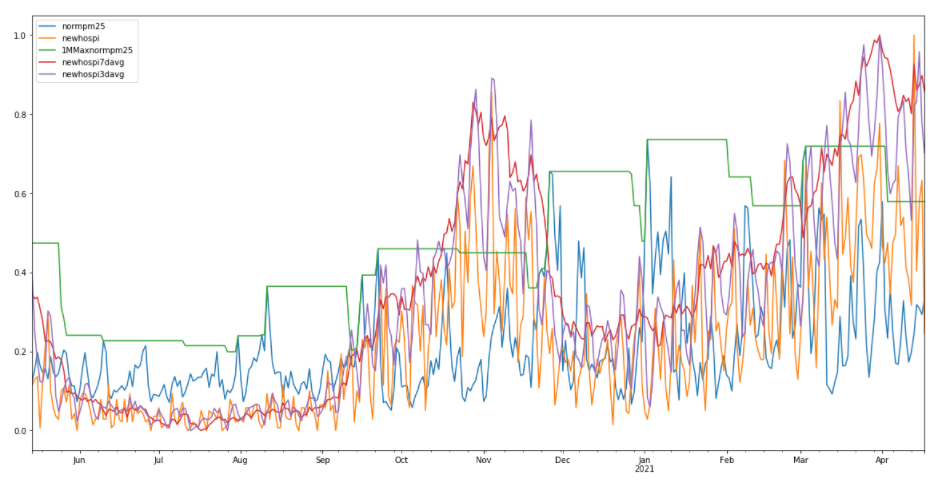 normpm25
newhospi
1MMaxnormpm25
newhospi7davg
newhospi3davg
1.0
0.8
0.6
0.4
0.2
0.0
Jun Jul Aug Sep Oct Nov Dec Jan Feb Mar Apr
2021